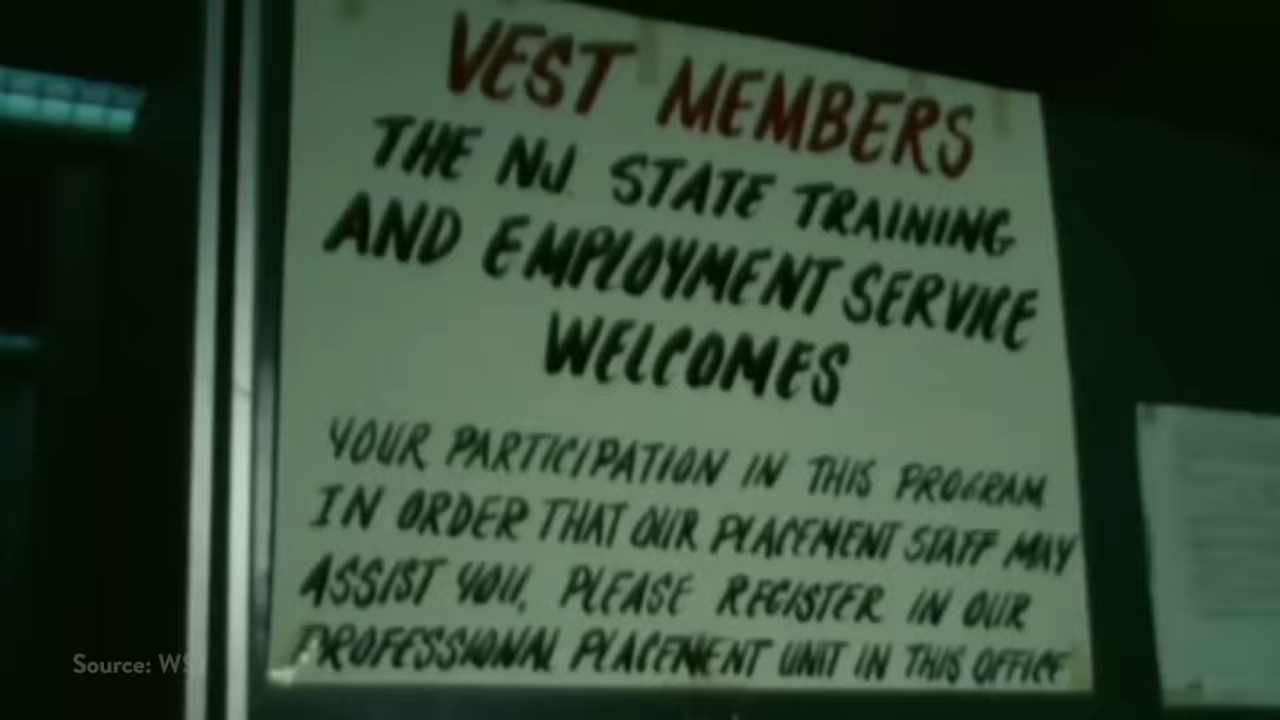 VEST MEMBERS
THE N.J. STATE TRAINING
AND EMPLOYMENT SERVICE
WELCOMES
YOUR PARTICIPATION IN THIS PROGRAM
IN ORDER THAT OUR PLACEMENT STAFF MAY
ASSIST YOU, PLEASE REGISTER IN OUR
PROFESSIONAL PLACEMENT UNIT IN THIS OFFICE
Source: WS